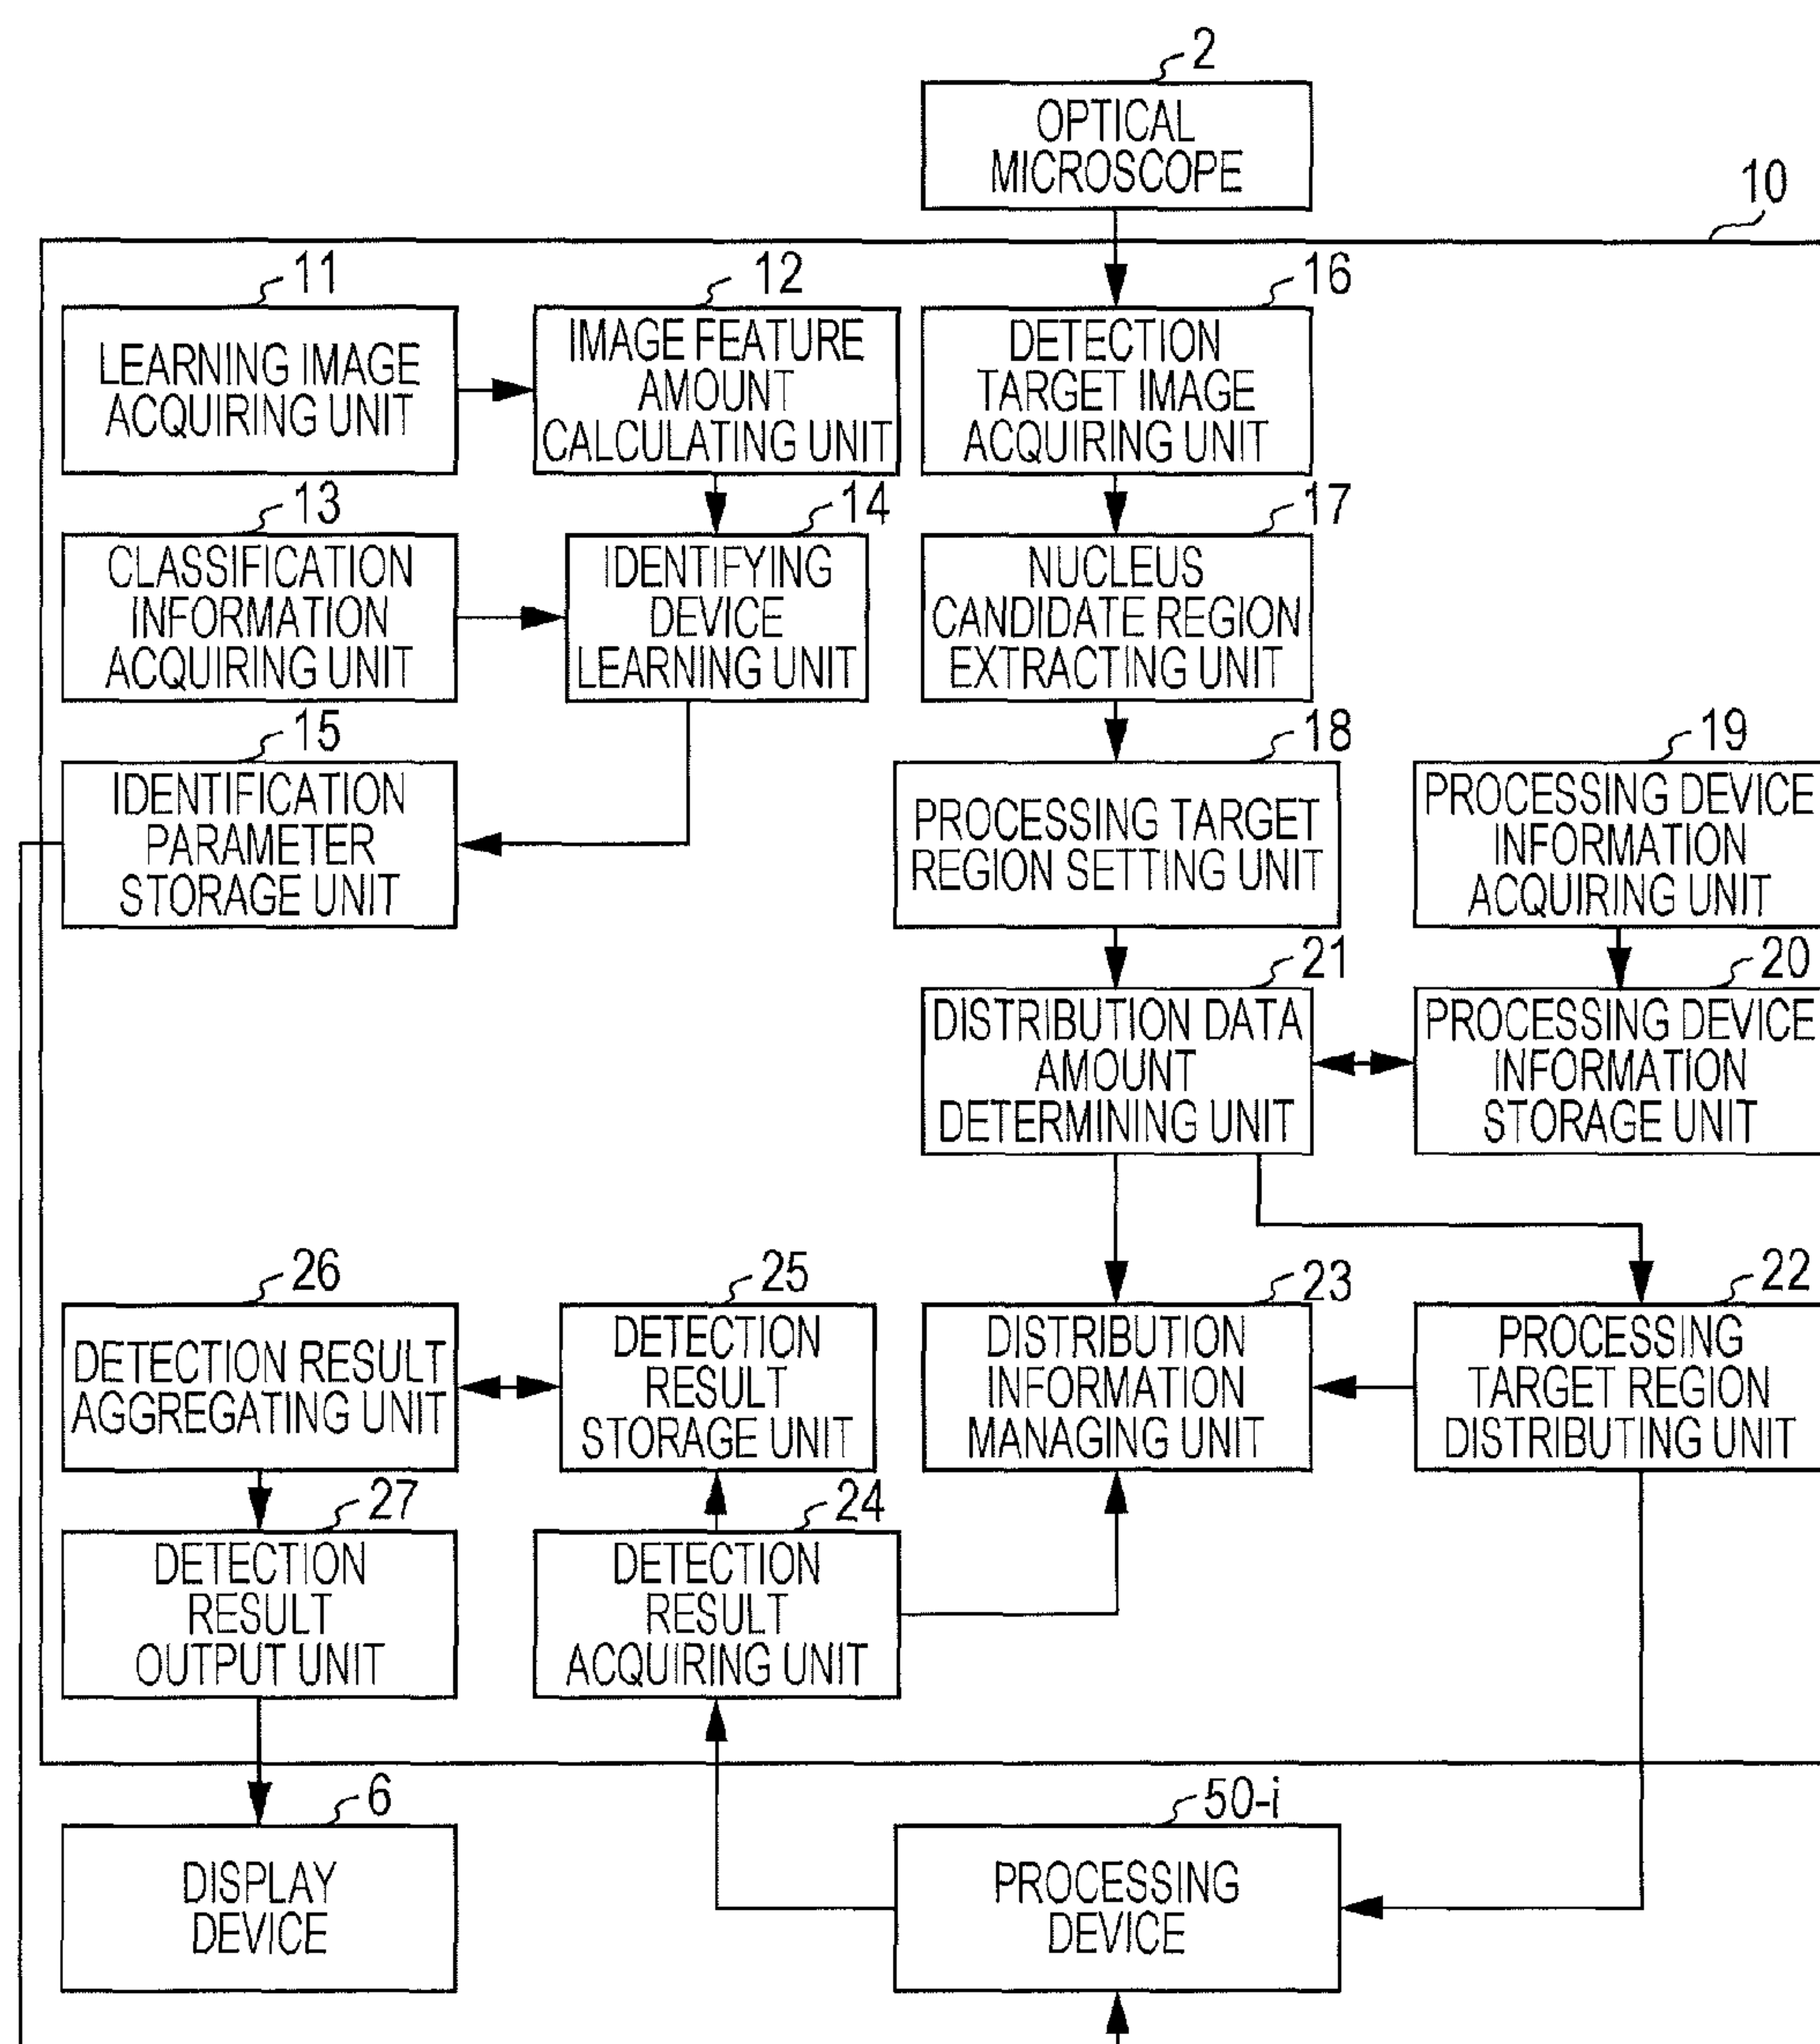 2
OPTICAL
MICROSCOPE
10
11
LEARNING IMAGE
ACQUIRING UNIT
12
IMAGE FEATURE
AMOUNT
CALCULATING UNIT
16
DETECTION
TARGET IMAGE
ACQUIRING UNIT
13
CLASSIFICATION
INFORMATION
ACQUIRING UNIT
14
IDENTIFYING
DEVICE
LEARNING UNIT
17
NUCLEUS
CANDIDATE REGION
EXTRACTING UNIT
15
IDENTIFICATION
PARAMETER
STORAGE UNIT
18
PROCESSING TARGET
REGION SETTING UNIT
19
PROCESSING DEVICE
INFORMATION
ACQUIRING UNIT
21
DISTRIBUTION DATA
AMOUNT
DETERMINING UNIT
20
PROCESSING DEVICE
INFORMATION
STORAGE UNIT
26
DETECTION RESULT
AGGREGATING UNIT
25
DETECTION
RESULT
STORAGE UNIT
23
DISTRIBUTION
INFORMATION
MANAGING UNIT
22
PROCESSING
TARGET REGION
DISTRIBUTING UNIT
27
DETECTION
RESULT
OUTPUT UNIT
24
DETECTION
RESULT
ACQUIRING UNIT
6
DISPLAY
DEVICE
50-i
PROCESSING
DEVICE